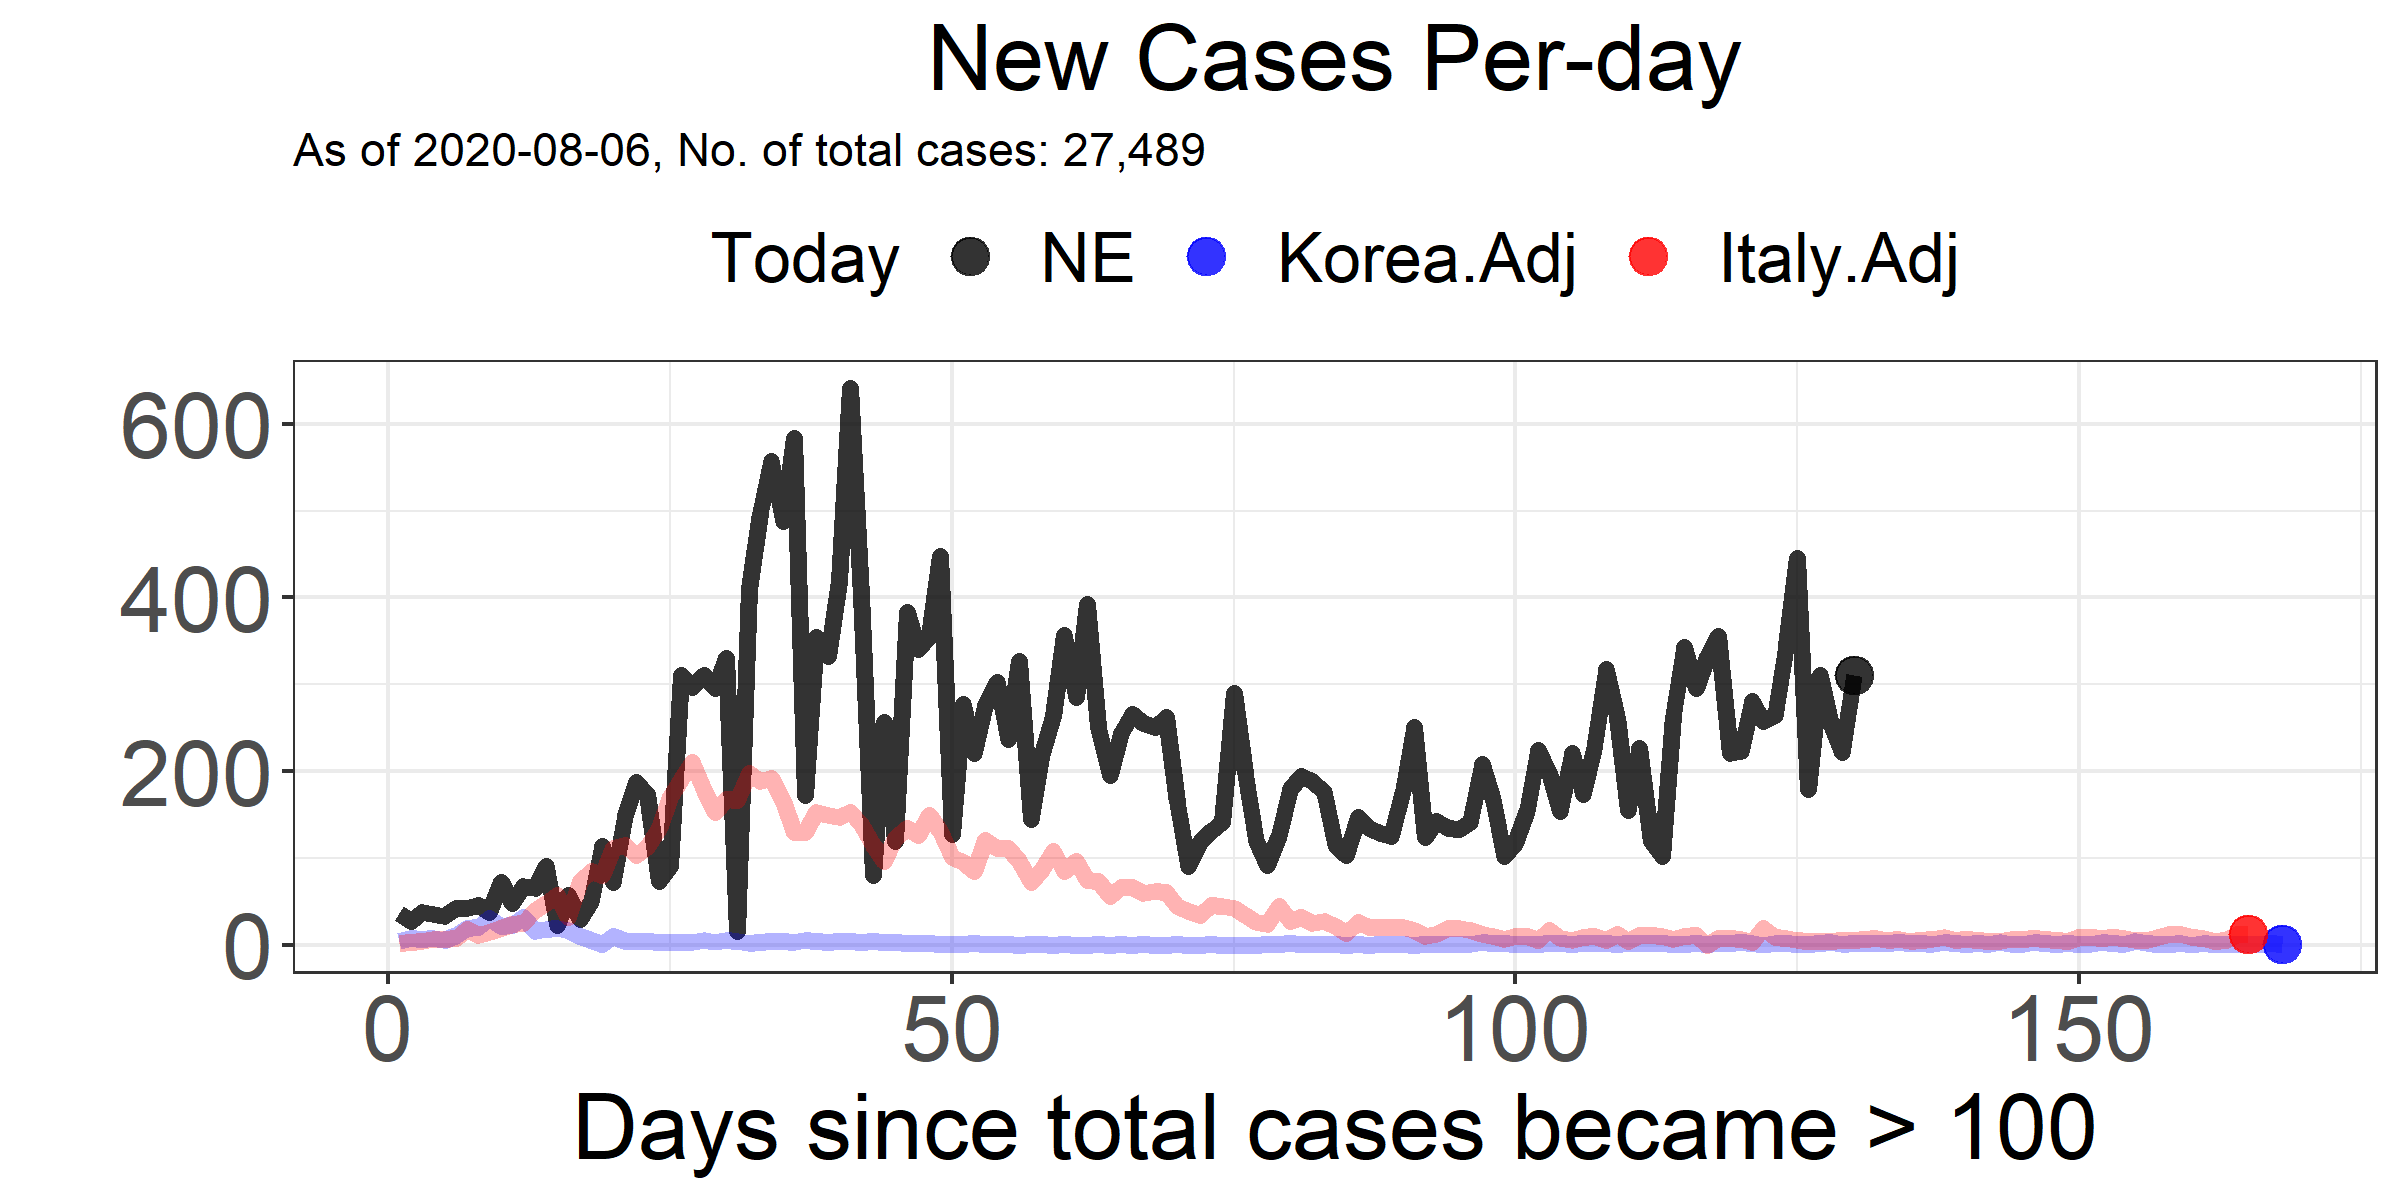 New Cases Per-day
As of 2020-08-06, No. of total cases: 27,489
Today NE Korea.Adj Italy.Adj
600
400
200
0
0 50 100 150
Days since total cases became > 100